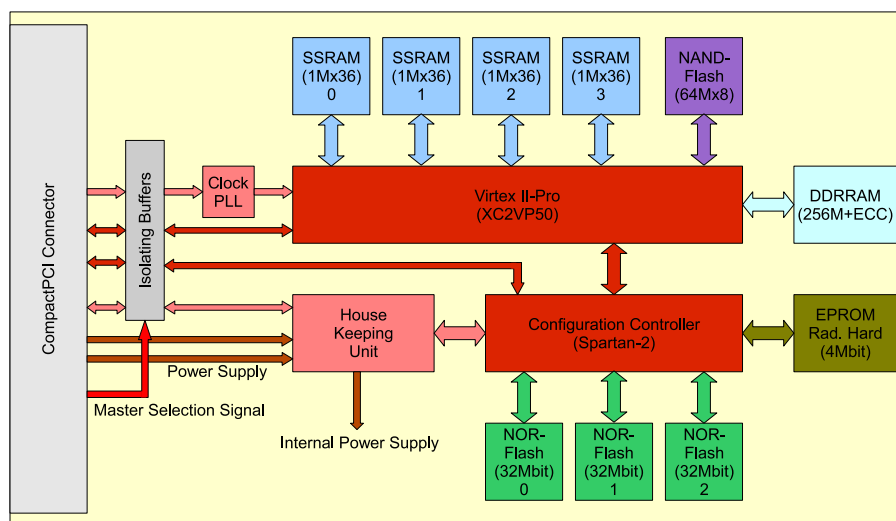 SSRAM
(1Mx36)
0
SSRAM
(1Mx36)
1
SSRAM
(1Mx36)
2
SSRAM
(1Mx36)
3
NAND-
Flash
(64Mx8)
CompactPCI Connector
Isolating Buffers
Clock
PLL
Virtex II-Pro
(XC2VP50)
DDRRAM
(256M+ECC)
House
Keeping
Unit
Configuration Controller
(Spartan-2)
EPROM
Rad. Hard
(4Mbit)
Power Supply
Master Selection Signal
Internal Power Supply
NOR-
Flash
(32Mbit)
0
NOR-
Flash
(32Mbit)
1
NOR-
Flash
(32Mbit)
2